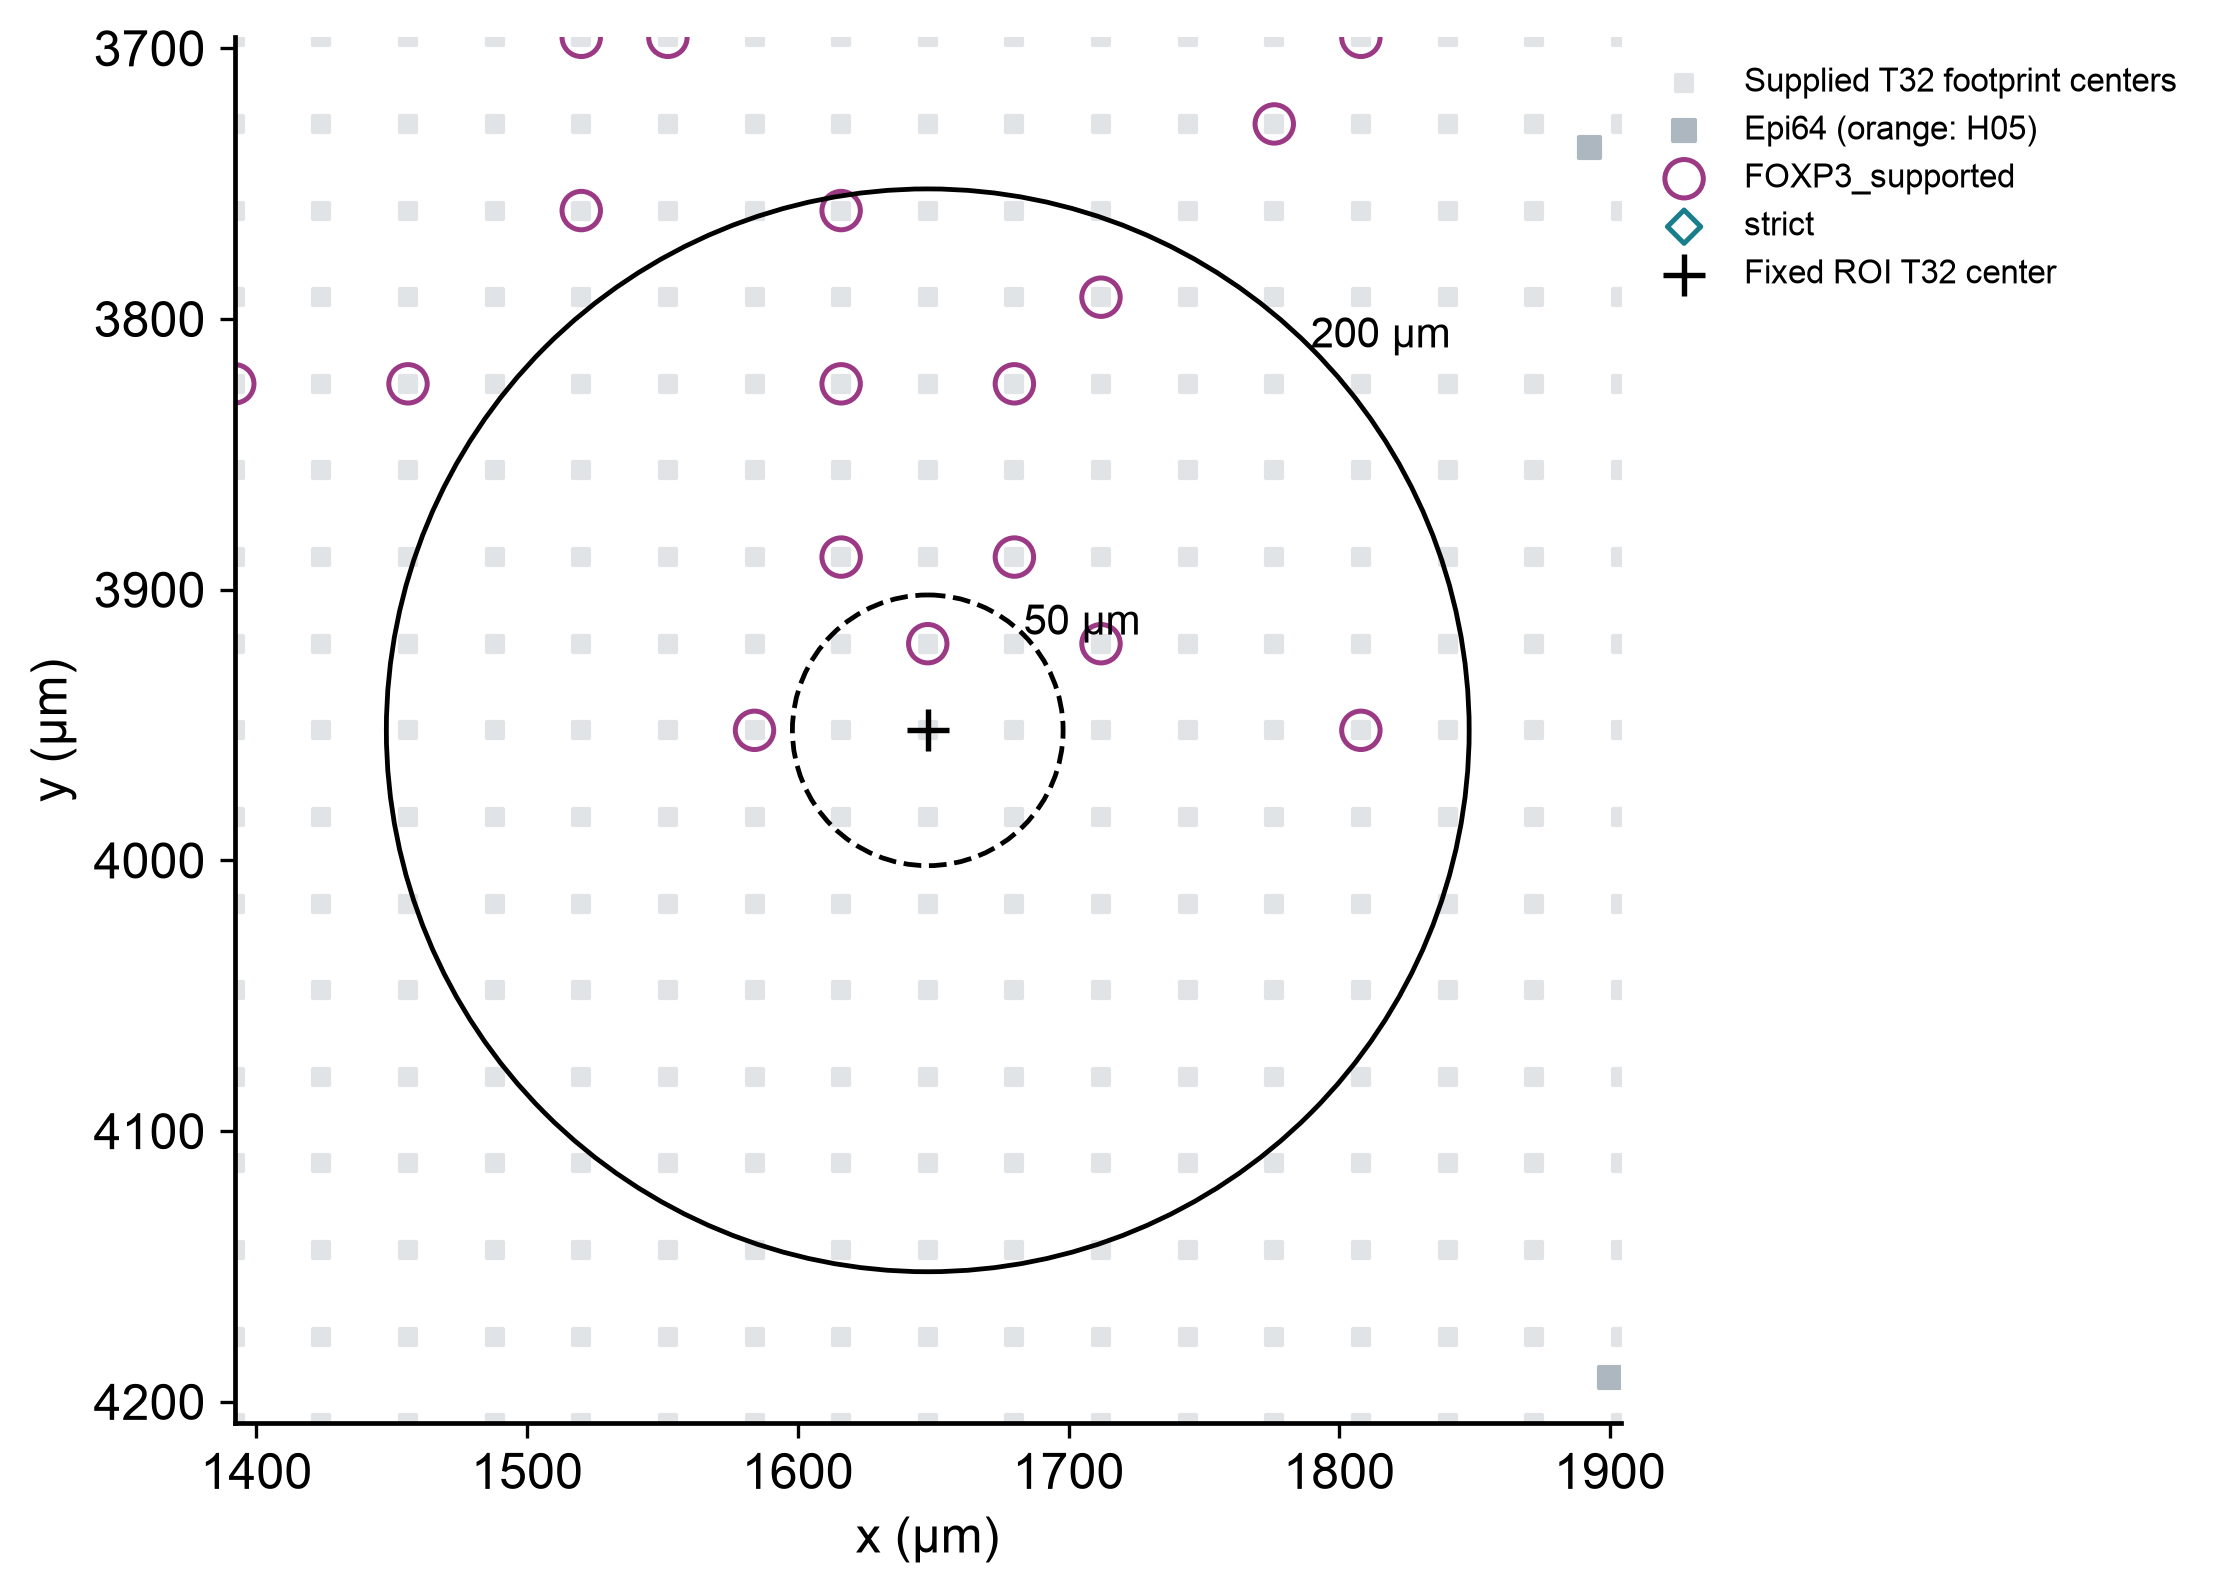 3700
3800
3900
4000
4100
4200
y (µm)
1400
1500
1600
1700
1800
1900
x (µm)
200 µm
50 µm
Supplied T32 footprint centers
Epi64 (orange: H05)
FOXP3_supported
strict
Fixed ROI T32 center